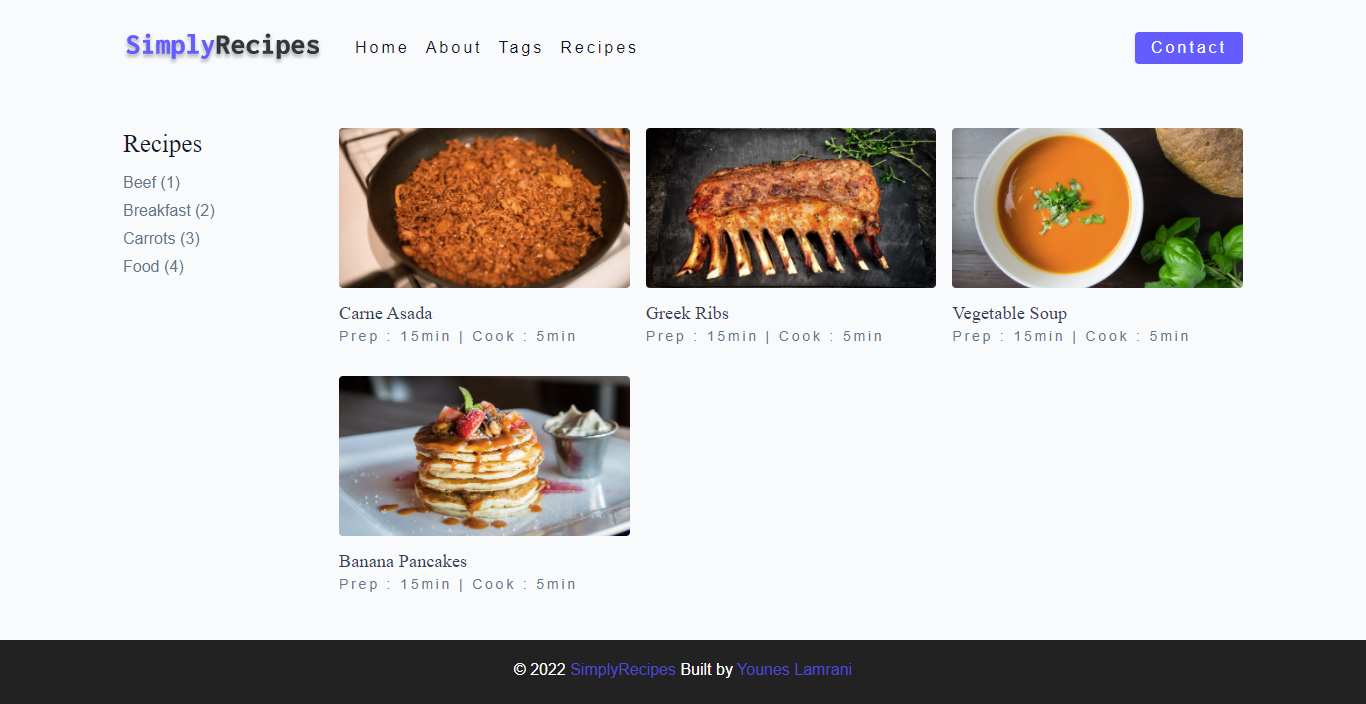 SimplyRecipes
Home About Tags Recipes
Contact
Recipes
Beef (1)
Breakfast (2)
Carrots (3)
Food (4)
Carne Asada
Prep : 15min | Cook : 5min
Greek Ribs
Prep : 15min | Cook : 5min
Vegetable Soup
Prep : 15min | Cook : 5min
Banana Pancakes
Prep : 15min | Cook : 5min
© 2022 SimplyRecipes Built by Younes Lamrani